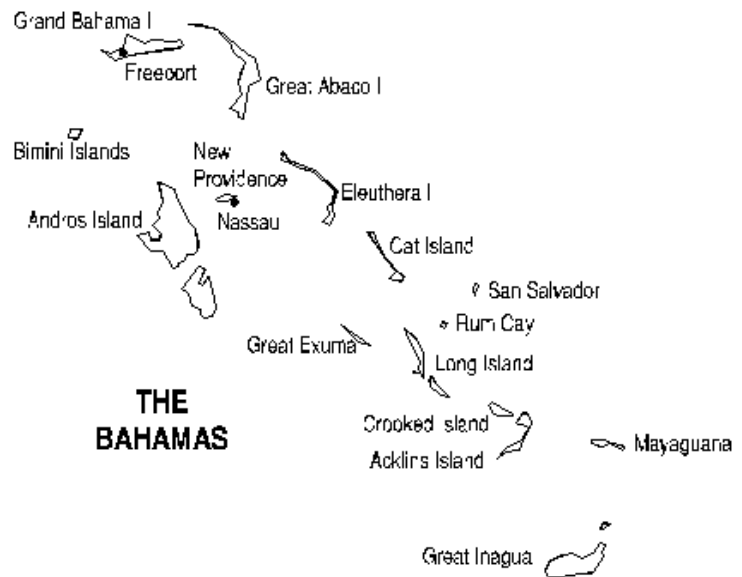 Grand Bahama I
Freeport
Great Abaco I
Bimini Islands
New
Providence
Nassau
Eleuthera I
Andros Island
Cat Island
San Salvador
Rum Cay
Great Exuma
Long Island
THE
BAHAMAS
Crooked Island
Acklins Island
Mayaguana
Great Inagua